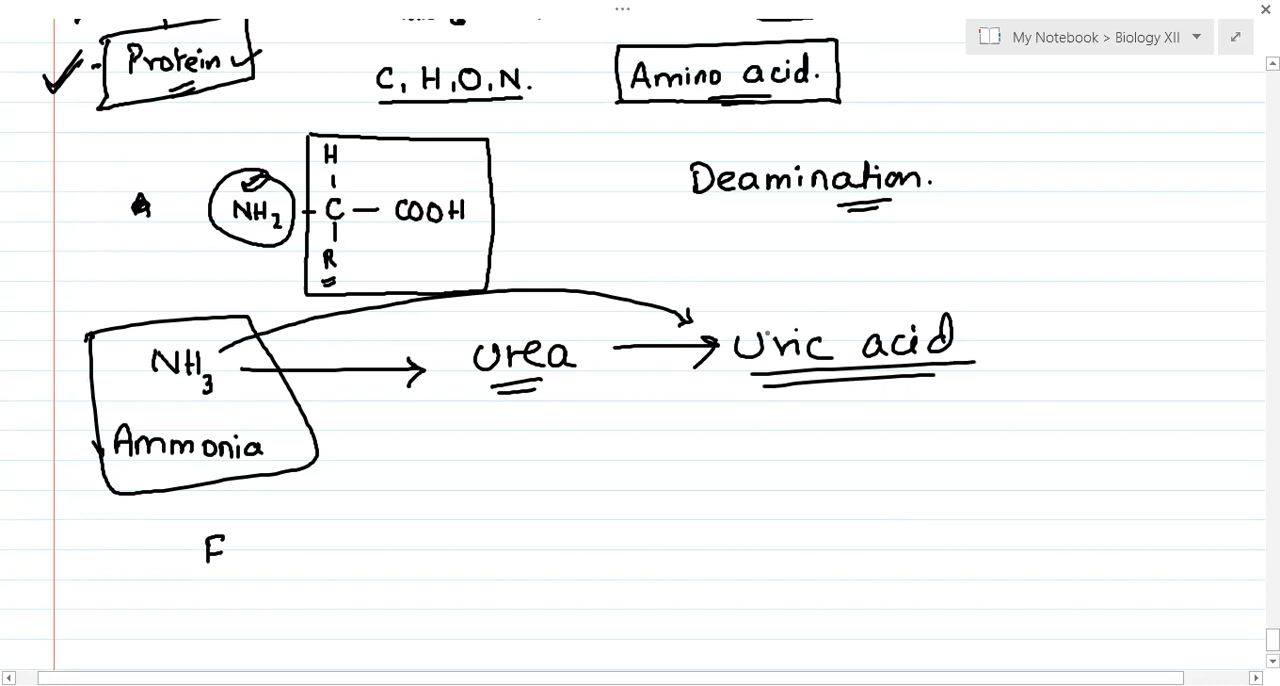 My Notebook > Biology XII
Protein
C, H, O, N.
Amino acid.
H
NH2 - C - COOH
R
Deamination.
NH3
urea
Uric acid
Ammonia
F